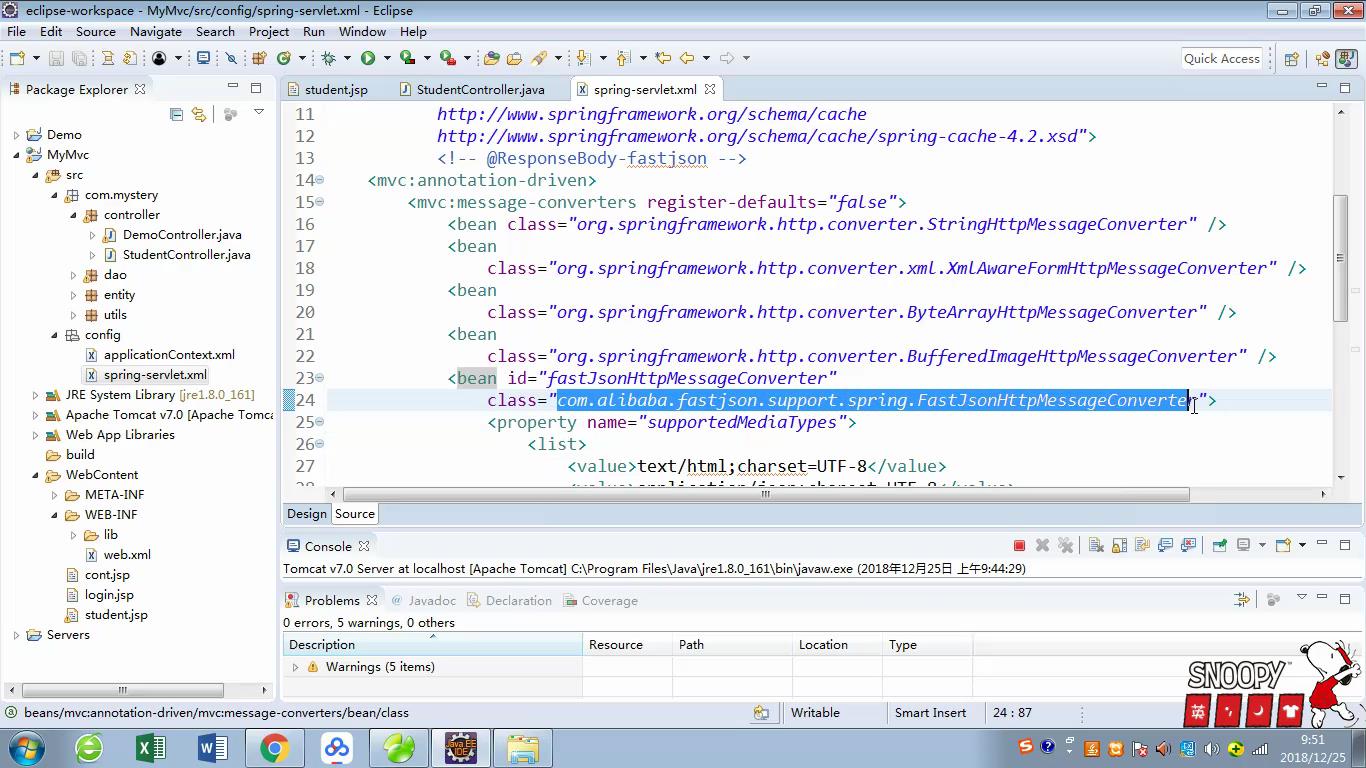 eclipse-workspace - MyMvc/src/config/spring-servlet.xml - Eclipse
File Edit Source Navigate Search Project Run Window Help
Quick Access
Package Explorer
Demo
MyMvc
src
com.mystery
controller
DemoController.java
StudentController.java
dao
entity
utils
config
applicationContext.xml
spring-servlet.xml
JRE System Library [jre1.8.0_161]
Apache Tomcat v7.0 [Apache Tomca
Web App Libraries
build
WebContent
META-INF
WEB-INF
lib
web.xml
cont.jsp
login.jsp
student.jsp
Servers
student.jsp StudentController.java spring-servlet.xml
11 http://www.springframework.org/schema/cache
12 http://www.springframework.org/schema/cache/spring-cache-4.2.xsd">
13 <!-- @ResponseBody-fastjson -->
14 <mvc:annotation-driven>
15 <mvc:message-converters register-defaults="false">
16 <bean class="org.springframework.http.converter.StringHttpMessageConverter" />
17 <bean
18 class="org.springframework.http.converter.xml.XmlAwareFormHttpMessageConverter" />
19 <bean
20 class="org.springframework.http.converter.ByteArrayHttpMessageConverter" />
21 <bean
22 class="org.springframework.http.converter.BufferedImageHttpMessageConverter" />
23 <bean id="fastJsonHttpMessageConverter"
24 class="com.alibaba.fastjson.support.spring.FastJsonHttpMessageConverter">
25 <property name="supportedMediaTypes">
26 <list>
27 <value>text/html;charset=UTF-8</value>
28 <value>application/json;charset=UTF-8</value>
Design Source
Console
Tomcat v7.0 Server at localhost [Apache Tomcat] C:\Program Files\Java\jre1.8.0_161\bin\javaw.exe (2018年12月25日 上午9:44:29)
Problems @ Javadoc Declaration Coverage
0 errors, 5 warnings, 0 others
Description Resource Path Location Type
Warnings (5 items)
SNOOPY™
英
beans/mvc:annotation-driven/mvc:message-converters/bean/class Writable Smart Insert 24 : 87
Java EE
IDE
9:51
2018/12/25